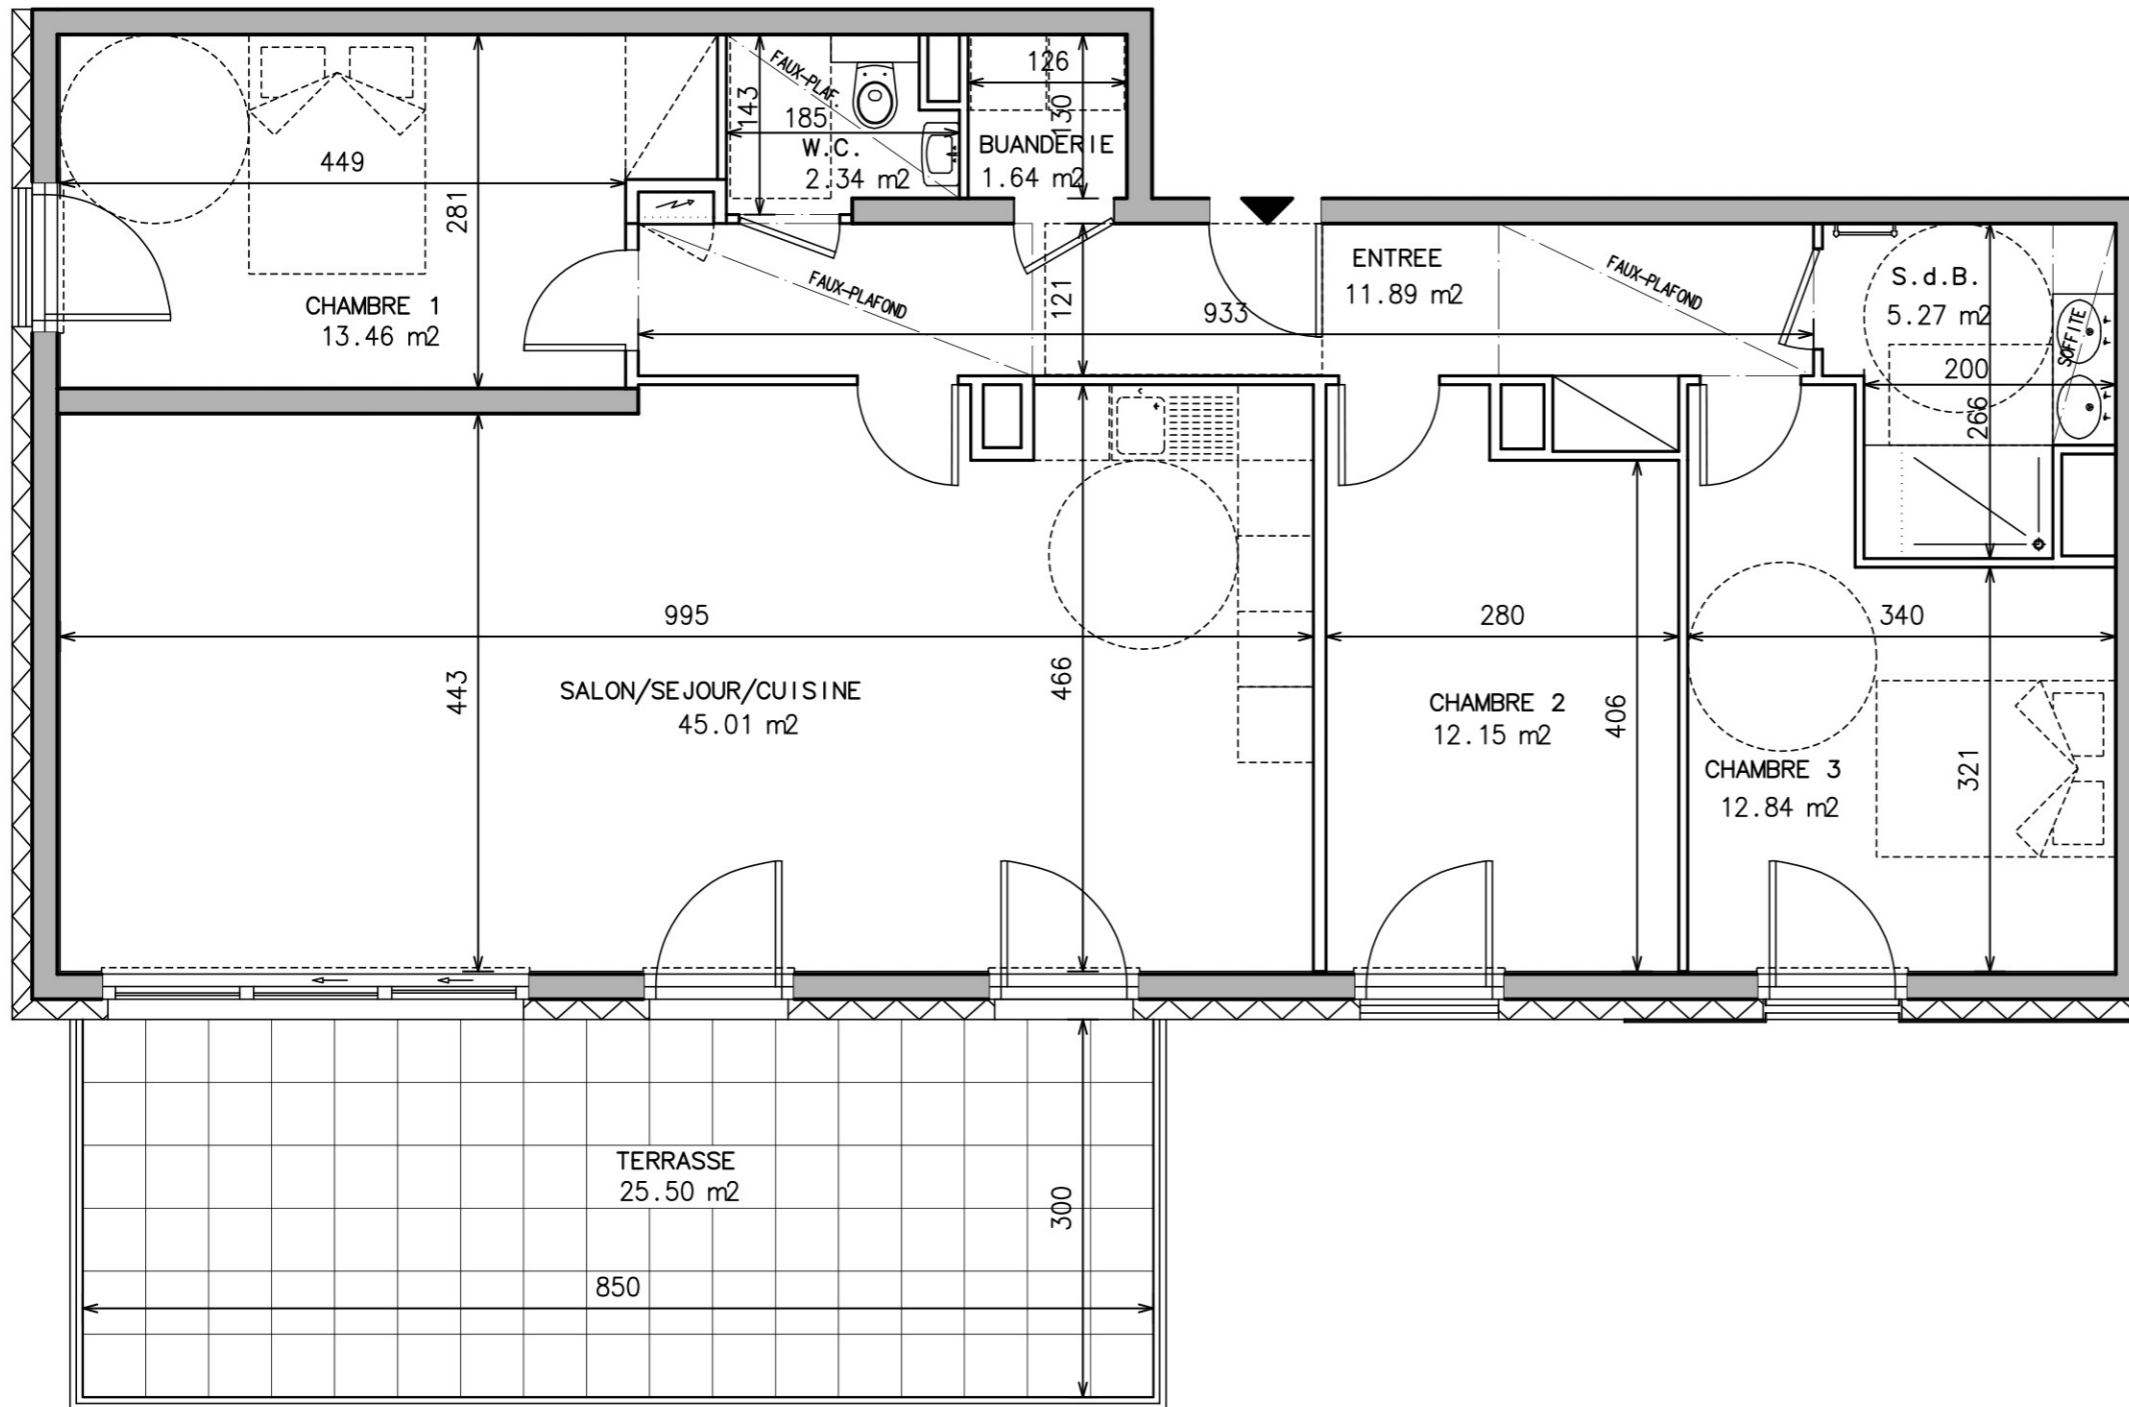 FAUX-PLAF.
126
143
130
185
W.C.
2.34 m2
BUANDERIE
1.64 m2
449
281
CHAMBRE 1
13.46 m2
FAUX-PLAFOND
121
933
ENTREE
11.89 m2
FAUX-PLAFOND
S.d.B.
5.27 m2
SOFFITE
200
266
995
443
SALON/SEJOUR/CUISINE
45.01 m2
466
280
CHAMBRE 2
12.15 m2
406
340
CHAMBRE 3
12.84 m2
321
TERRASSE
25.50 m2
300
850